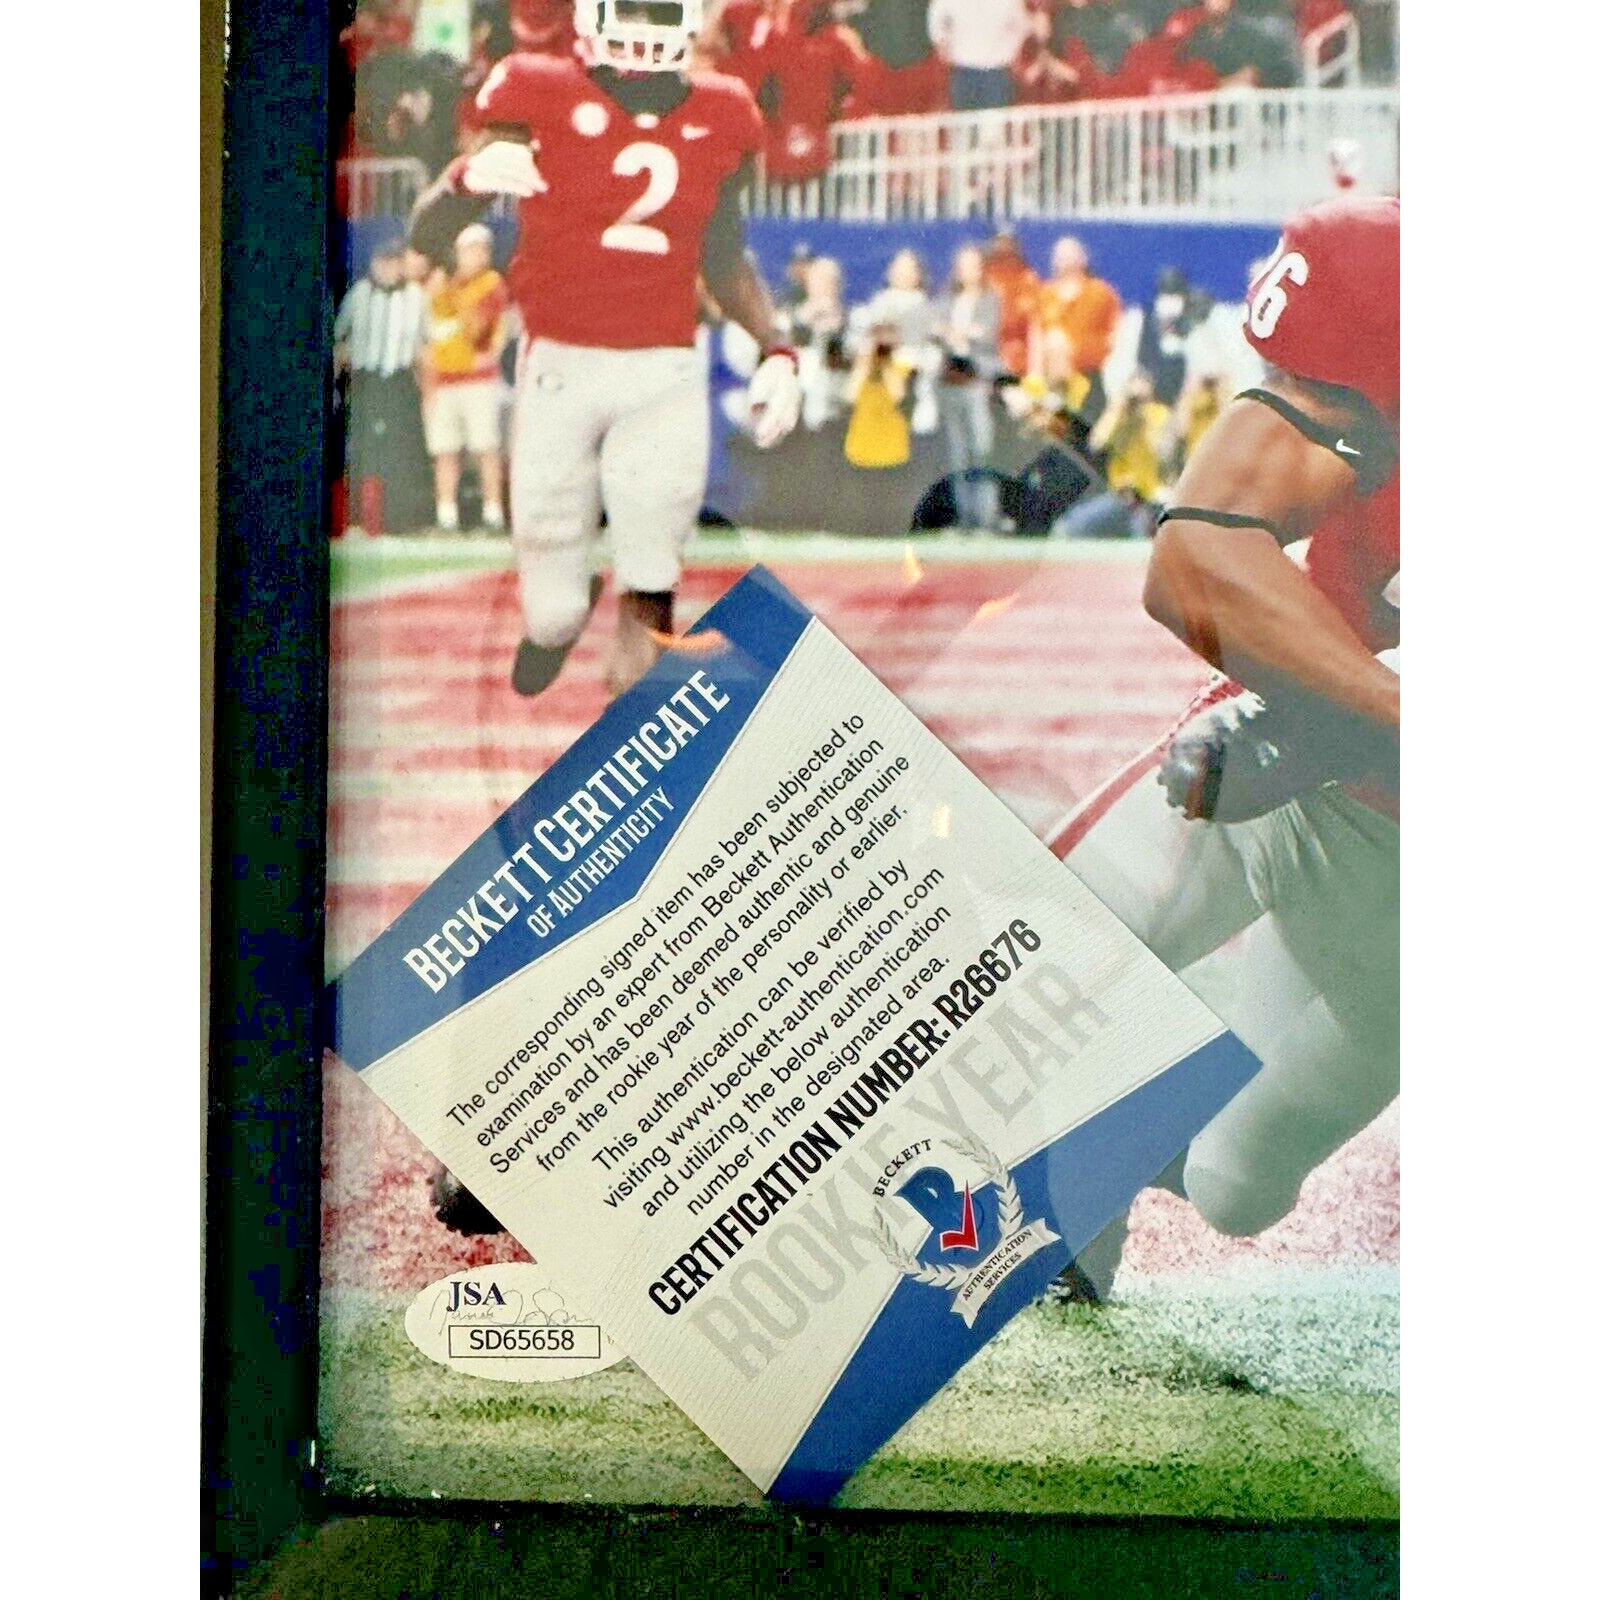 2
26
BECKETT CERTIFICATE
OF AUTHENTICITY
The corresponding signed item has been subjected to
examination by an expert from Beckett Authentication
Services and has been deemed authentic and genuine
from the rookie year of the personality or earlier.
This authentication can be verified by
visiting www.beckett-authentication.com
and utilizing the below authentication
number in the designated area.
CERTIFICATION NUMBER: R26676
ROOKIE YEAR
BECKETT
B
AUTHENTICATION
SERVICES
JSA
SD65658